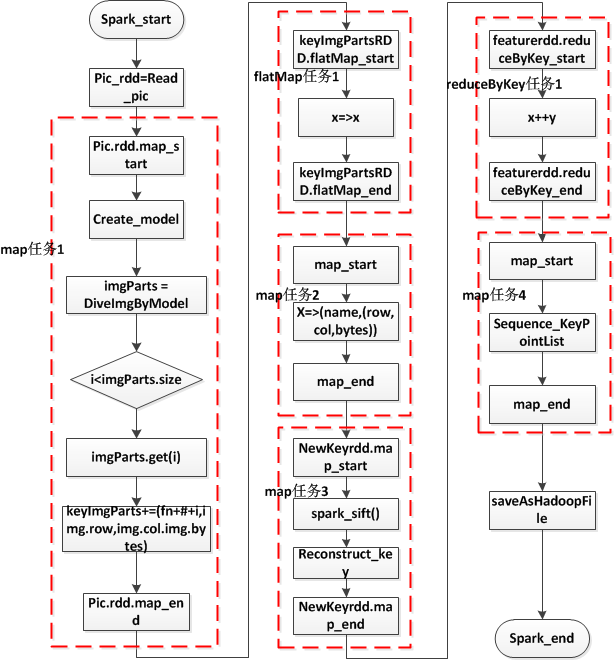 Spark_start
Pic_rdd=Read
_pic
Pic.rdd.map_s
tart
Create_model
map任务1
imgParts =
DiveImgByModel
i<imgParts.size
imgParts.get(i)
keyImgParts+=(fn+#+i,i
mg.row,img.col.img.by
tes)
Pic.rdd.map_en
d
keyImgPartsRD
D.flatMap_start
flatMap任务1
x=>x
keyImgPartsRD
D.flatMap_end
map_start
map任务2
X=>(name,(row,
col,bytes))
map_end
NewKeyrdd.ma
p_start
map任务3
spark_sift()
Reconstruct_ke
y
NewKeyrdd.ma
p_end
featurerdd.redu
ceByKey_start
reduceByKey任务1
x++y
featurerdd.redu
ceByKey_end
map_start
map任务4
Sequence_KeyP
ointList
map_end
saveAsHadoopFi
le
Spark_end